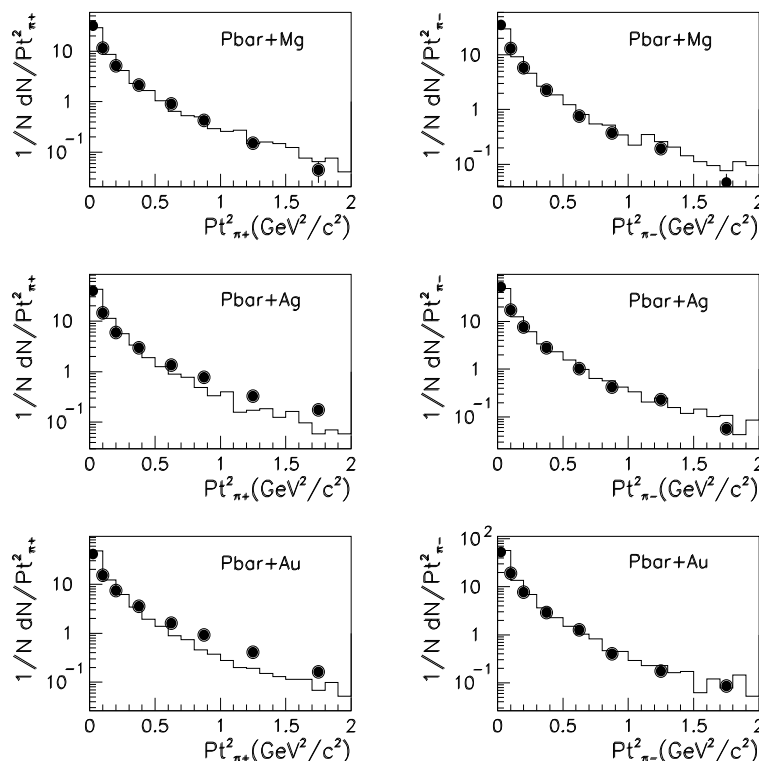 1/N dN/Pt²π+
10
1
10⁻¹
Pbar+Mg
0 0.5 1 1.5 2
Pt²π+(GeV²/c²)
1/N dN/Pt²π−
10
1
10⁻¹
Pbar+Mg
0 0.5 1 1.5 2
Pt²π−(GeV²/c²)
1/N dN/Pt²π+
10
1
10⁻¹
Pbar+Ag
0 0.5 1 1.5 2
Pt²π+(GeV²/c²)
1/N dN/Pt²π−
10
1
10⁻¹
Pbar+Ag
0 0.5 1 1.5 2
Pt²π−(GeV²/c²)
1/N dN/Pt²π+
10
1
10⁻¹
Pbar+Au
0 0.5 1 1.5 2
Pt²π+(GeV²/c²)
1/N dN/Pt²π−
10²
10
1
10⁻¹
Pbar+Au
0 0.5 1 1.5 2
Pt²π−(GeV²/c²)